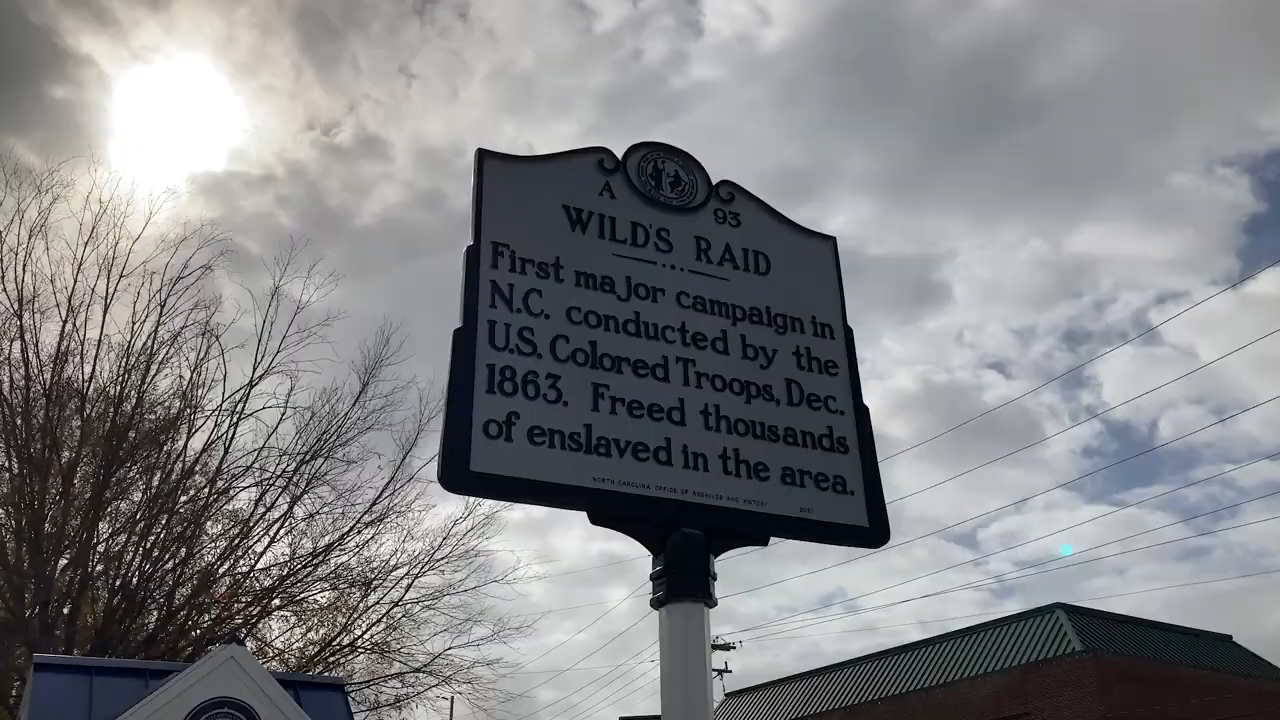 A 93
WILD'S RAID
First major campaign in
N.C. conducted by the
U.S. Colored Troops, Dec.
1863. Freed thousands
of enslaved in the area.
NORTH CAROLINA OFFICE OF ARCHIVES AND HISTORY